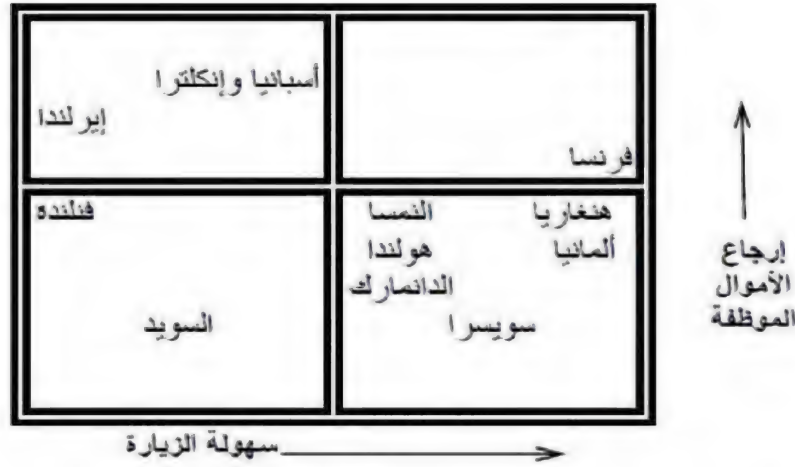 أسبانيا وإنكلترا
إيرلندا
فرنسا
فنلنده
هنغاريا النمسا
ألمانيا هولندا
الدانمارك
سويسرا
السويد
إرجاع
الأموال
الموظفة
سهولة الزيارة